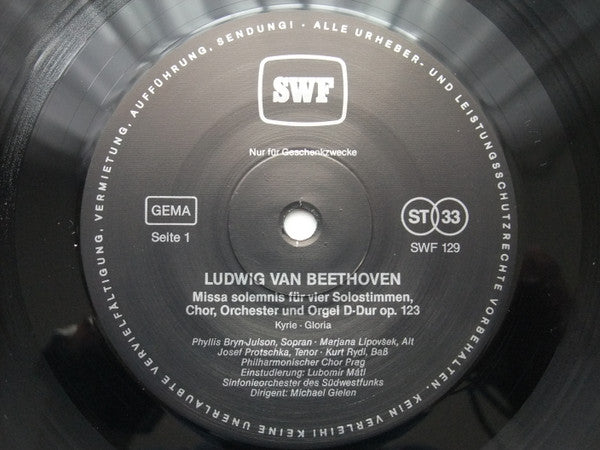 ALLE URHEBER- UND LEISTUNGSSCHUTZRECHTE VORBEHALTEN. KEIN VERLEIH! KEINE UNERLAUBTE VERVIELFÄLTIGUNG, VERMIETUNG, AUFFÜHRUNG, SENDUNG! ·
SWF
Nur für Geschenkzwecke
GEMA
Seite 1
ST 33
SWF 129
LUDWIG VAN BEETHOVEN
Missa solemnis für vier Solostimmen,
Chor, Orchester und Orgel D-Dur op. 123
Kyrie · Gloria
Phyllis Bryn-Julson, Sopran · Marjana Lipovšek, Alt
Josef Protschka, Tenor · Kurt Rydl, Baß
Philharmonischer Chor Prag
Einstudierung: Lubomir Mátl
Sinfonieorchester des Südwestfunks
Dirigent: Michael Gielen